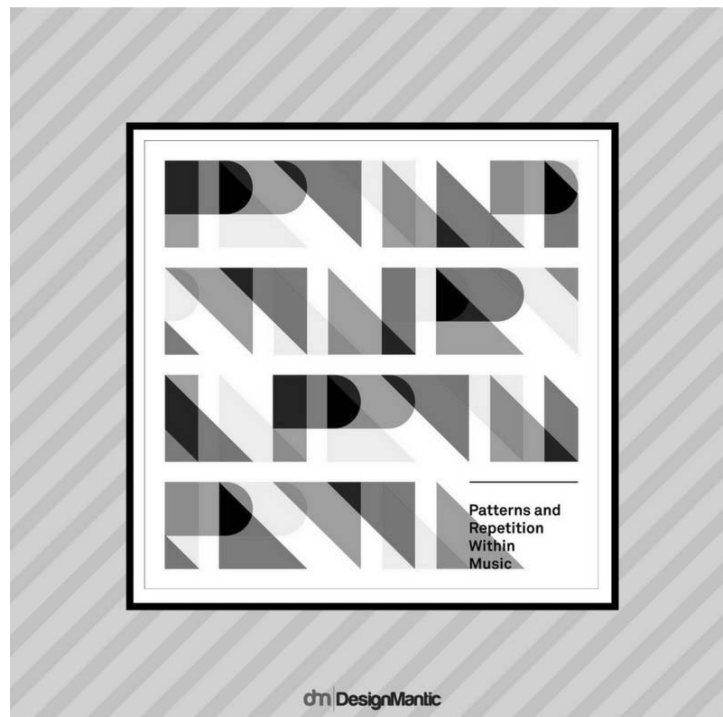 Patterns and
Repetition
Within
Music
dm DesignMantic